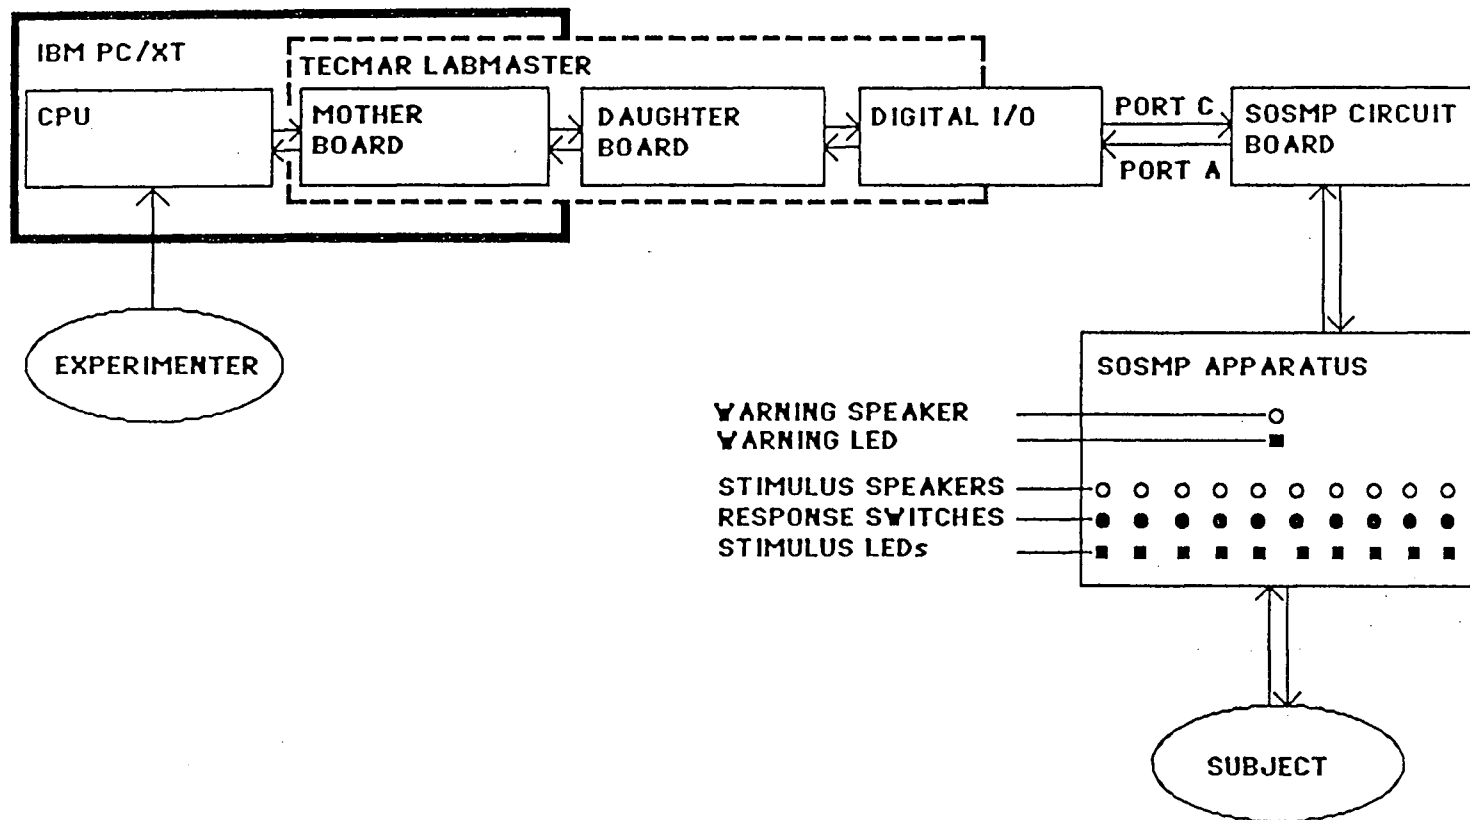 IBM PC/XT
TECMAR LABMASTER
CPU
MOTHER
BOARD
DAUGHTER
BOARD
DIGITAL I/O
PORT C
PORT A
SOSMP CIRCUIT
BOARD
EXPERIMENTER
SOSMP APPARATUS
WARNING SPEAKER
WARNING LED
STIMULUS SPEAKERS
RESPONSE SWITCHES
STIMULUS LEDs
SUBJECT